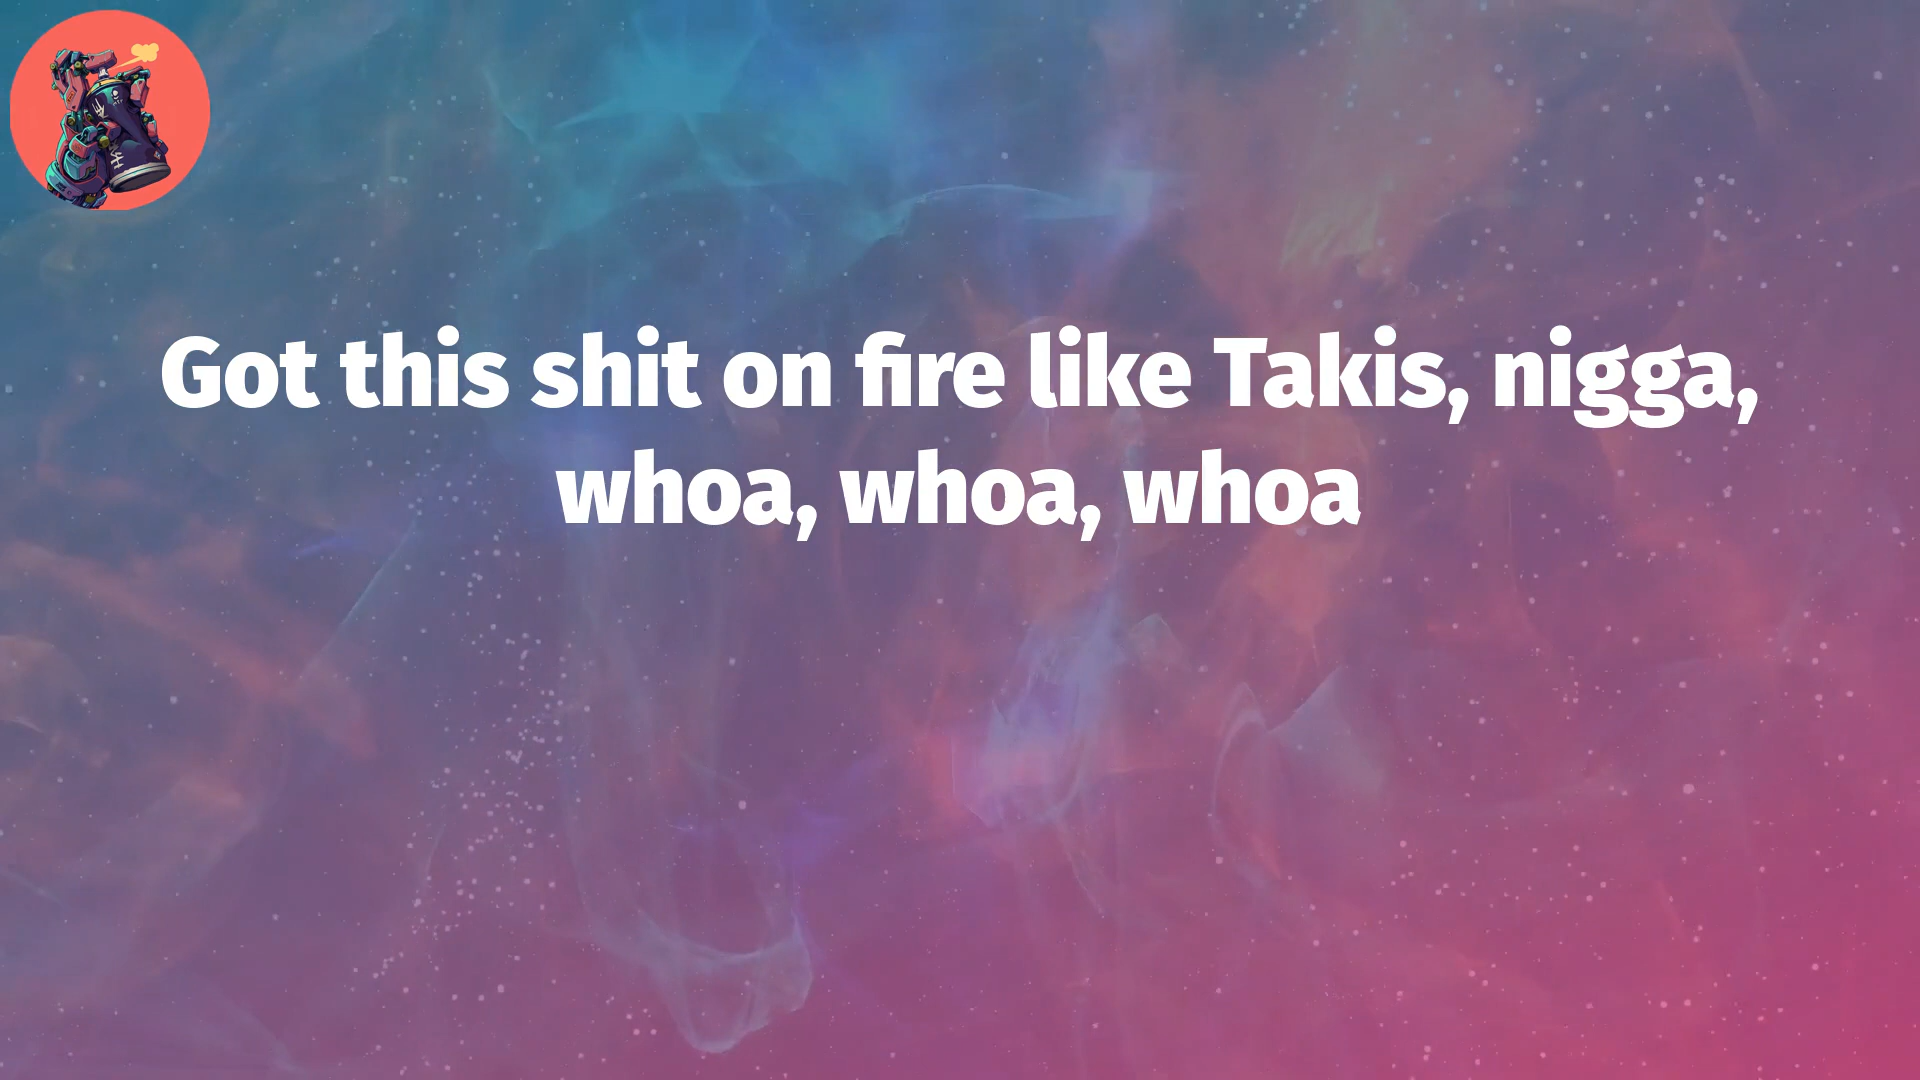 Got this shit on fire like Takis, nigga,
whoa, whoa, whoa